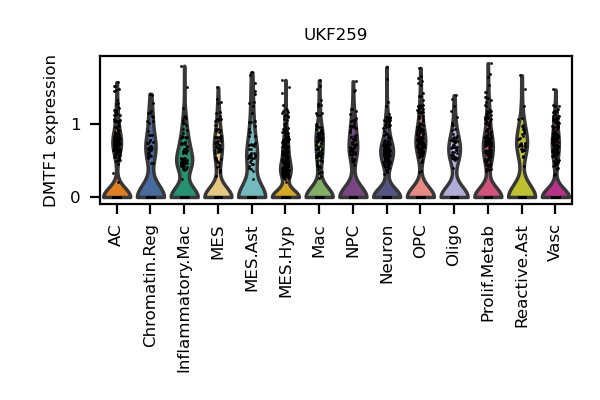 UKF259
DMTF1 expression
1
0
AC
Chromatin.Reg
Inflammatory.Mac
MES
MES.Ast
MES.Hyp
Mac
NPC
Neuron
OPC
Oligo
Prolif.Metab
Reactive.Ast
Vasc